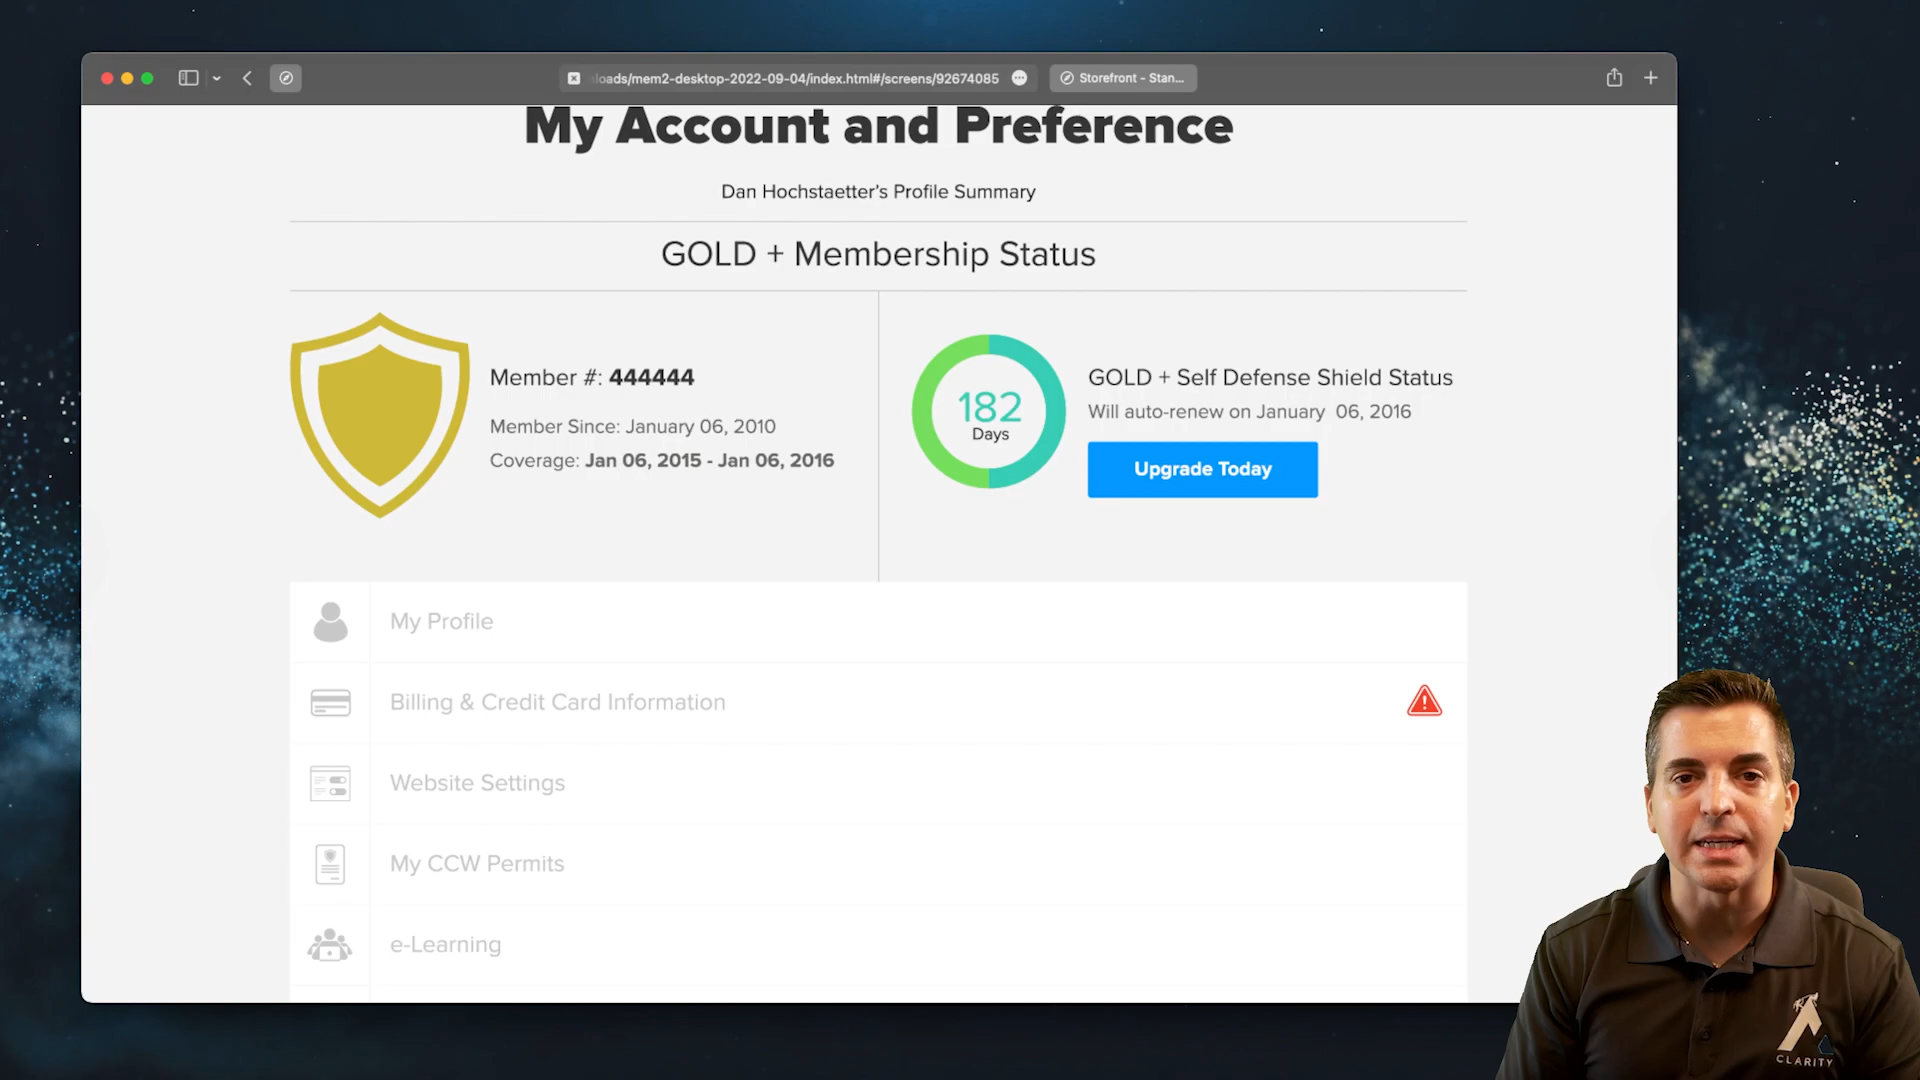 loads/mem2-desktop-2022-09-04/index.html#/screens/92674085
Storefront - Stan...
My Account and Preference
Dan Hochstaetter's Profile Summary
GOLD + Membership Status
Member #: 444444
Member Since: January 06, 2010
Coverage: Jan 06, 2015 - Jan 06, 2016
182
Days
GOLD + Self Defense Shield Status
Will auto-renew on January 06, 2016
Upgrade Today
My Profile
Billing & Credit Card Information
Website Settings
My CCW Permits
e-Learning
CLARITY